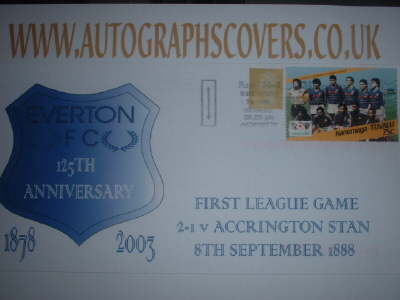 WWW.AUTOGRAPHSCOVERS.CO.UK
EVERTON
FC
125TH
ANNIVERSARY
1878 2003
FIRST LEAGUE GAME
2-1 V ACCRINGTON STAN
8TH SEPTEMBER 1888